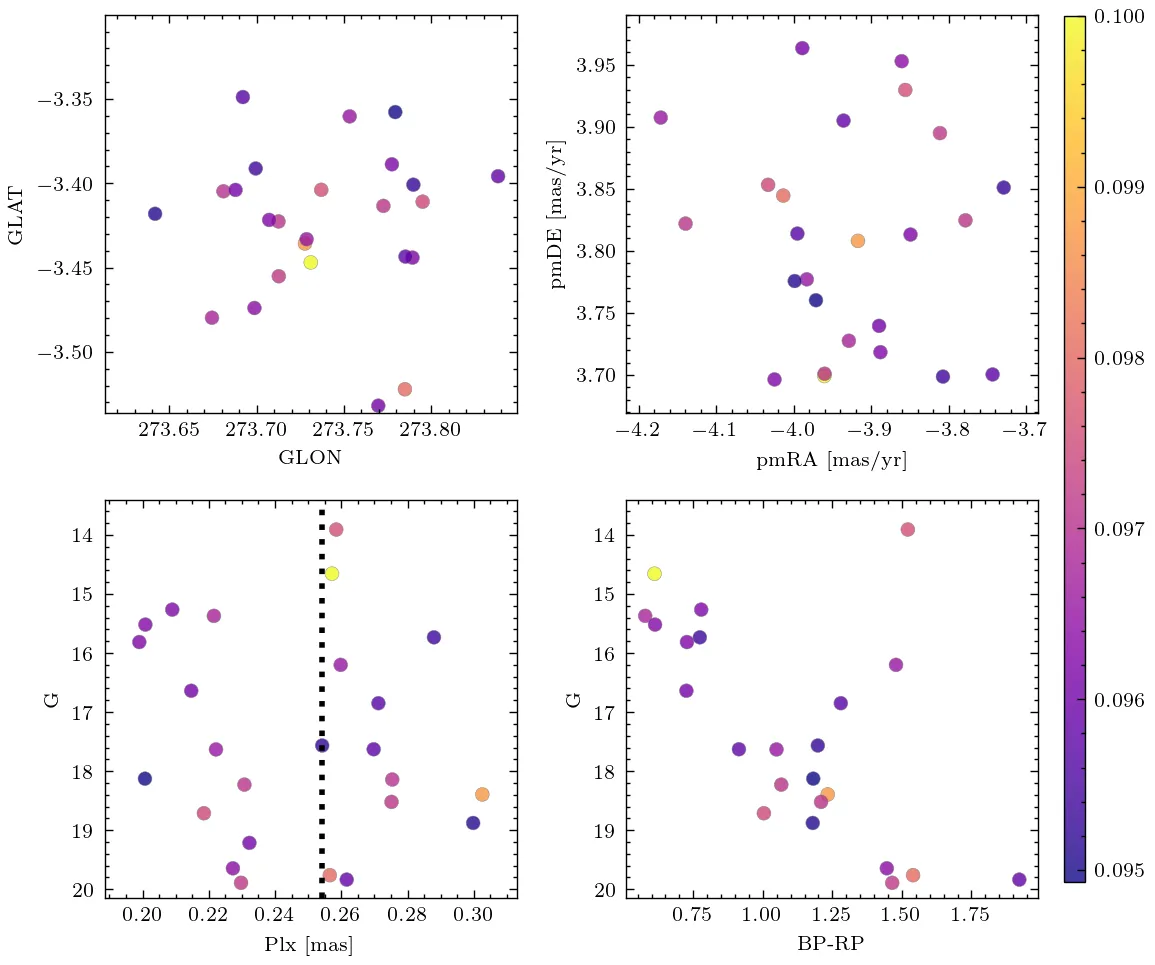 −3.35
−3.40
−3.45
−3.50
GLAT
273.65 273.70 273.75 273.80
GLON
3.95
3.90
3.85
3.80
3.75
3.70
pmDE [mas/yr]
−4.2 −4.1 −4.0 −3.9 −3.8 −3.7
pmRA [mas/yr]
0.100
0.099
0.098
0.097
0.096
0.095
14
15
16
17
18
19
20
G
0.20 0.22 0.24 0.26 0.28 0.30
Plx [mas]
14
15
16
17
18
19
20
G
0.75 1.00 1.25 1.50 1.75
BP-RP